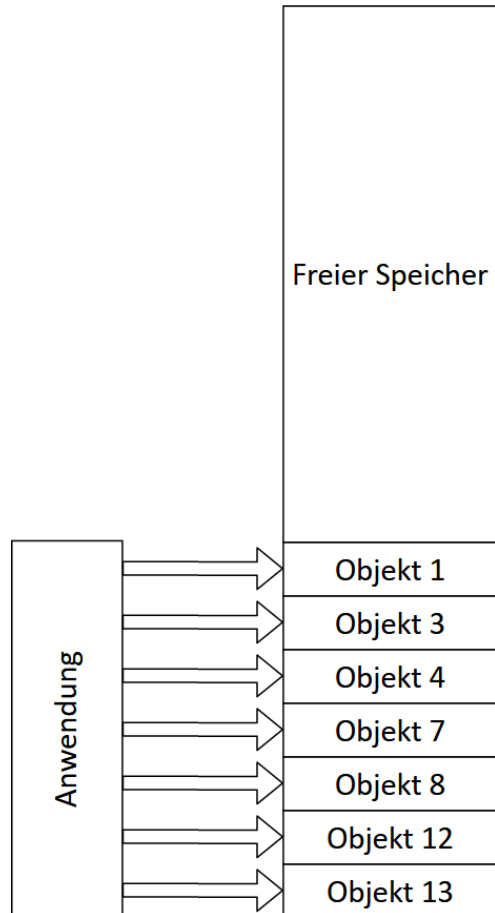 Freier Speicher
Anwendung
Objekt 1
Objekt 3
Objekt 4
Objekt 7
Objekt 8
Objekt 12
Objekt 13